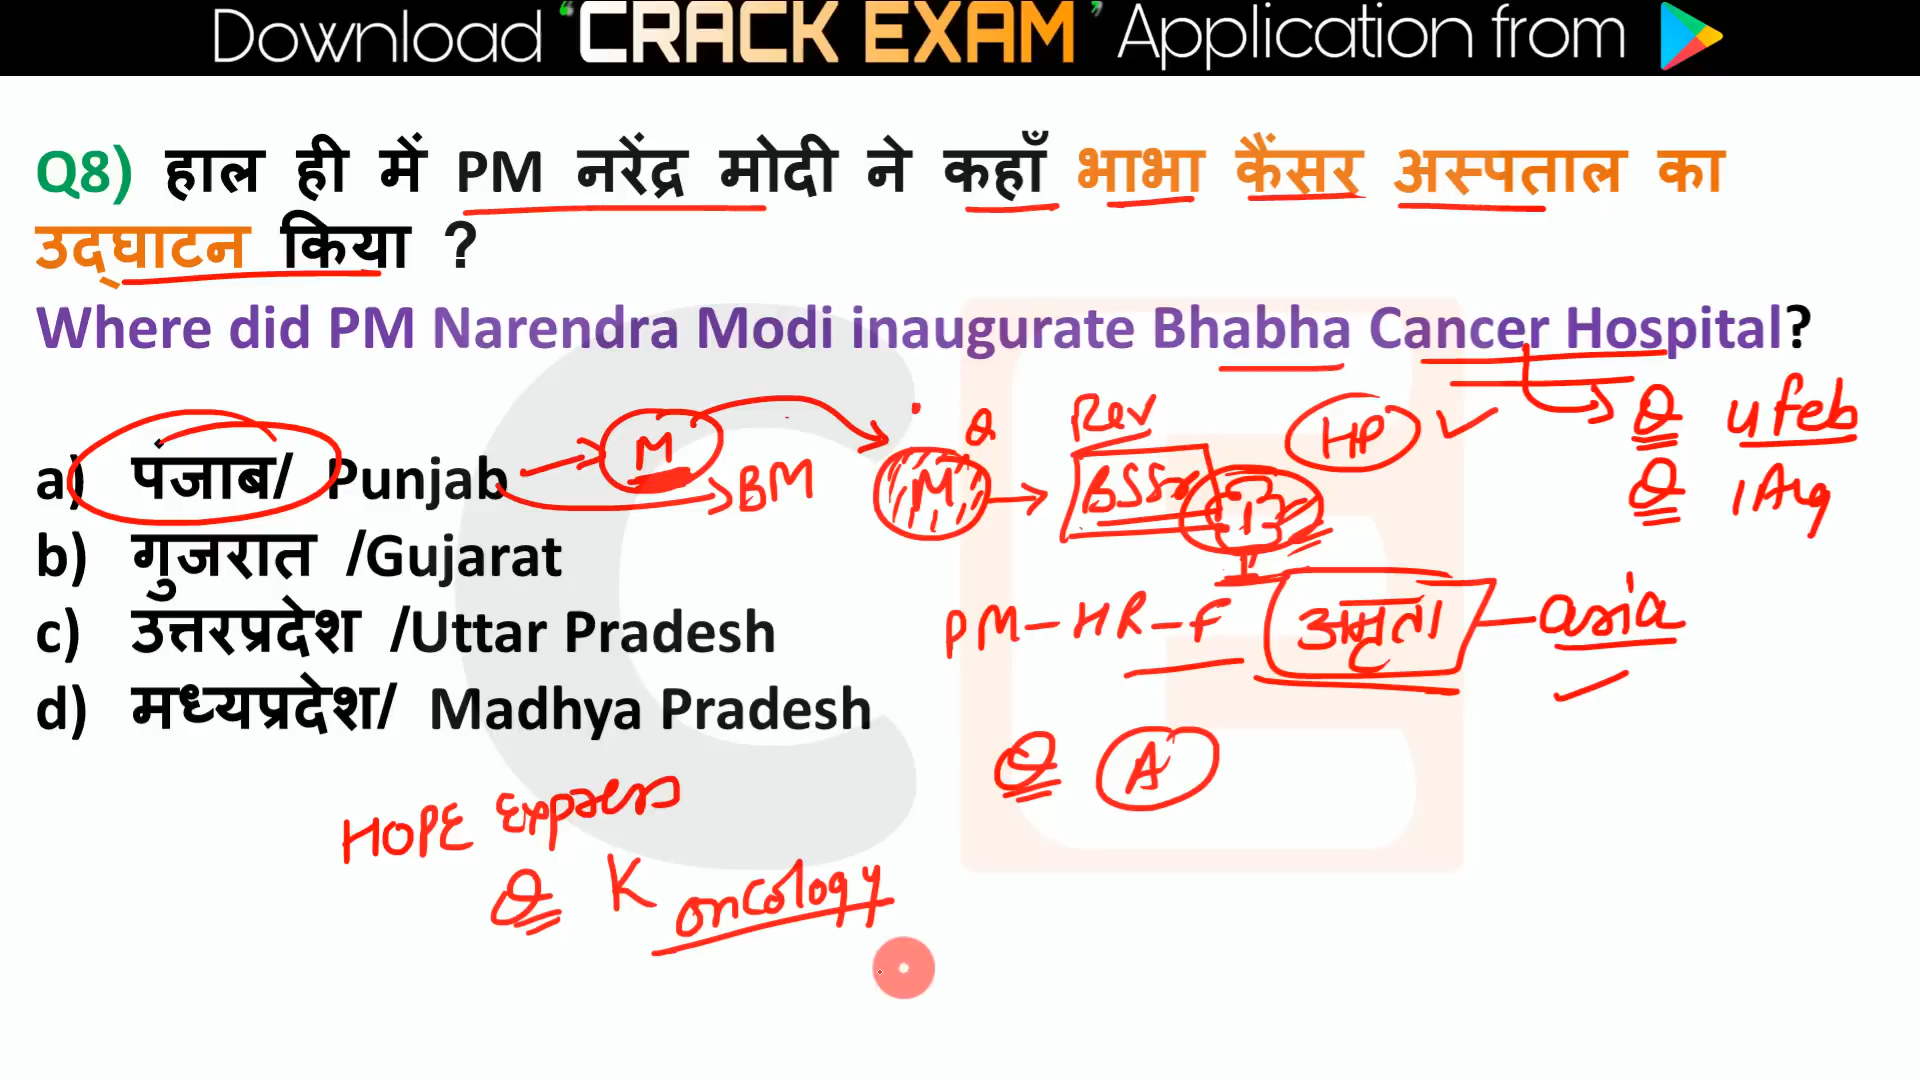 Download ‘CRACK EXAM’ Application from
Q8) हाल ही में PM नरेंद्र मोदी ने कहाँ भाभा कैंसर अस्पताल का
उद्घाटन किया ?
Where did PM Narendra Modi inaugurate Bhabha Cancer Hospital?
Rev HP Q 4 feb
a) पंजाब/ Punjab M BM M Q Q 1 Aug
b) गुजरात /Gujarat
c) उत्तरप्रदेश /Uttar Pradesh PM-HR-F अमृता - asia
d) मध्यप्रदेश/ Madhya Pradesh
Q A
HOPE Express
Q K oncology